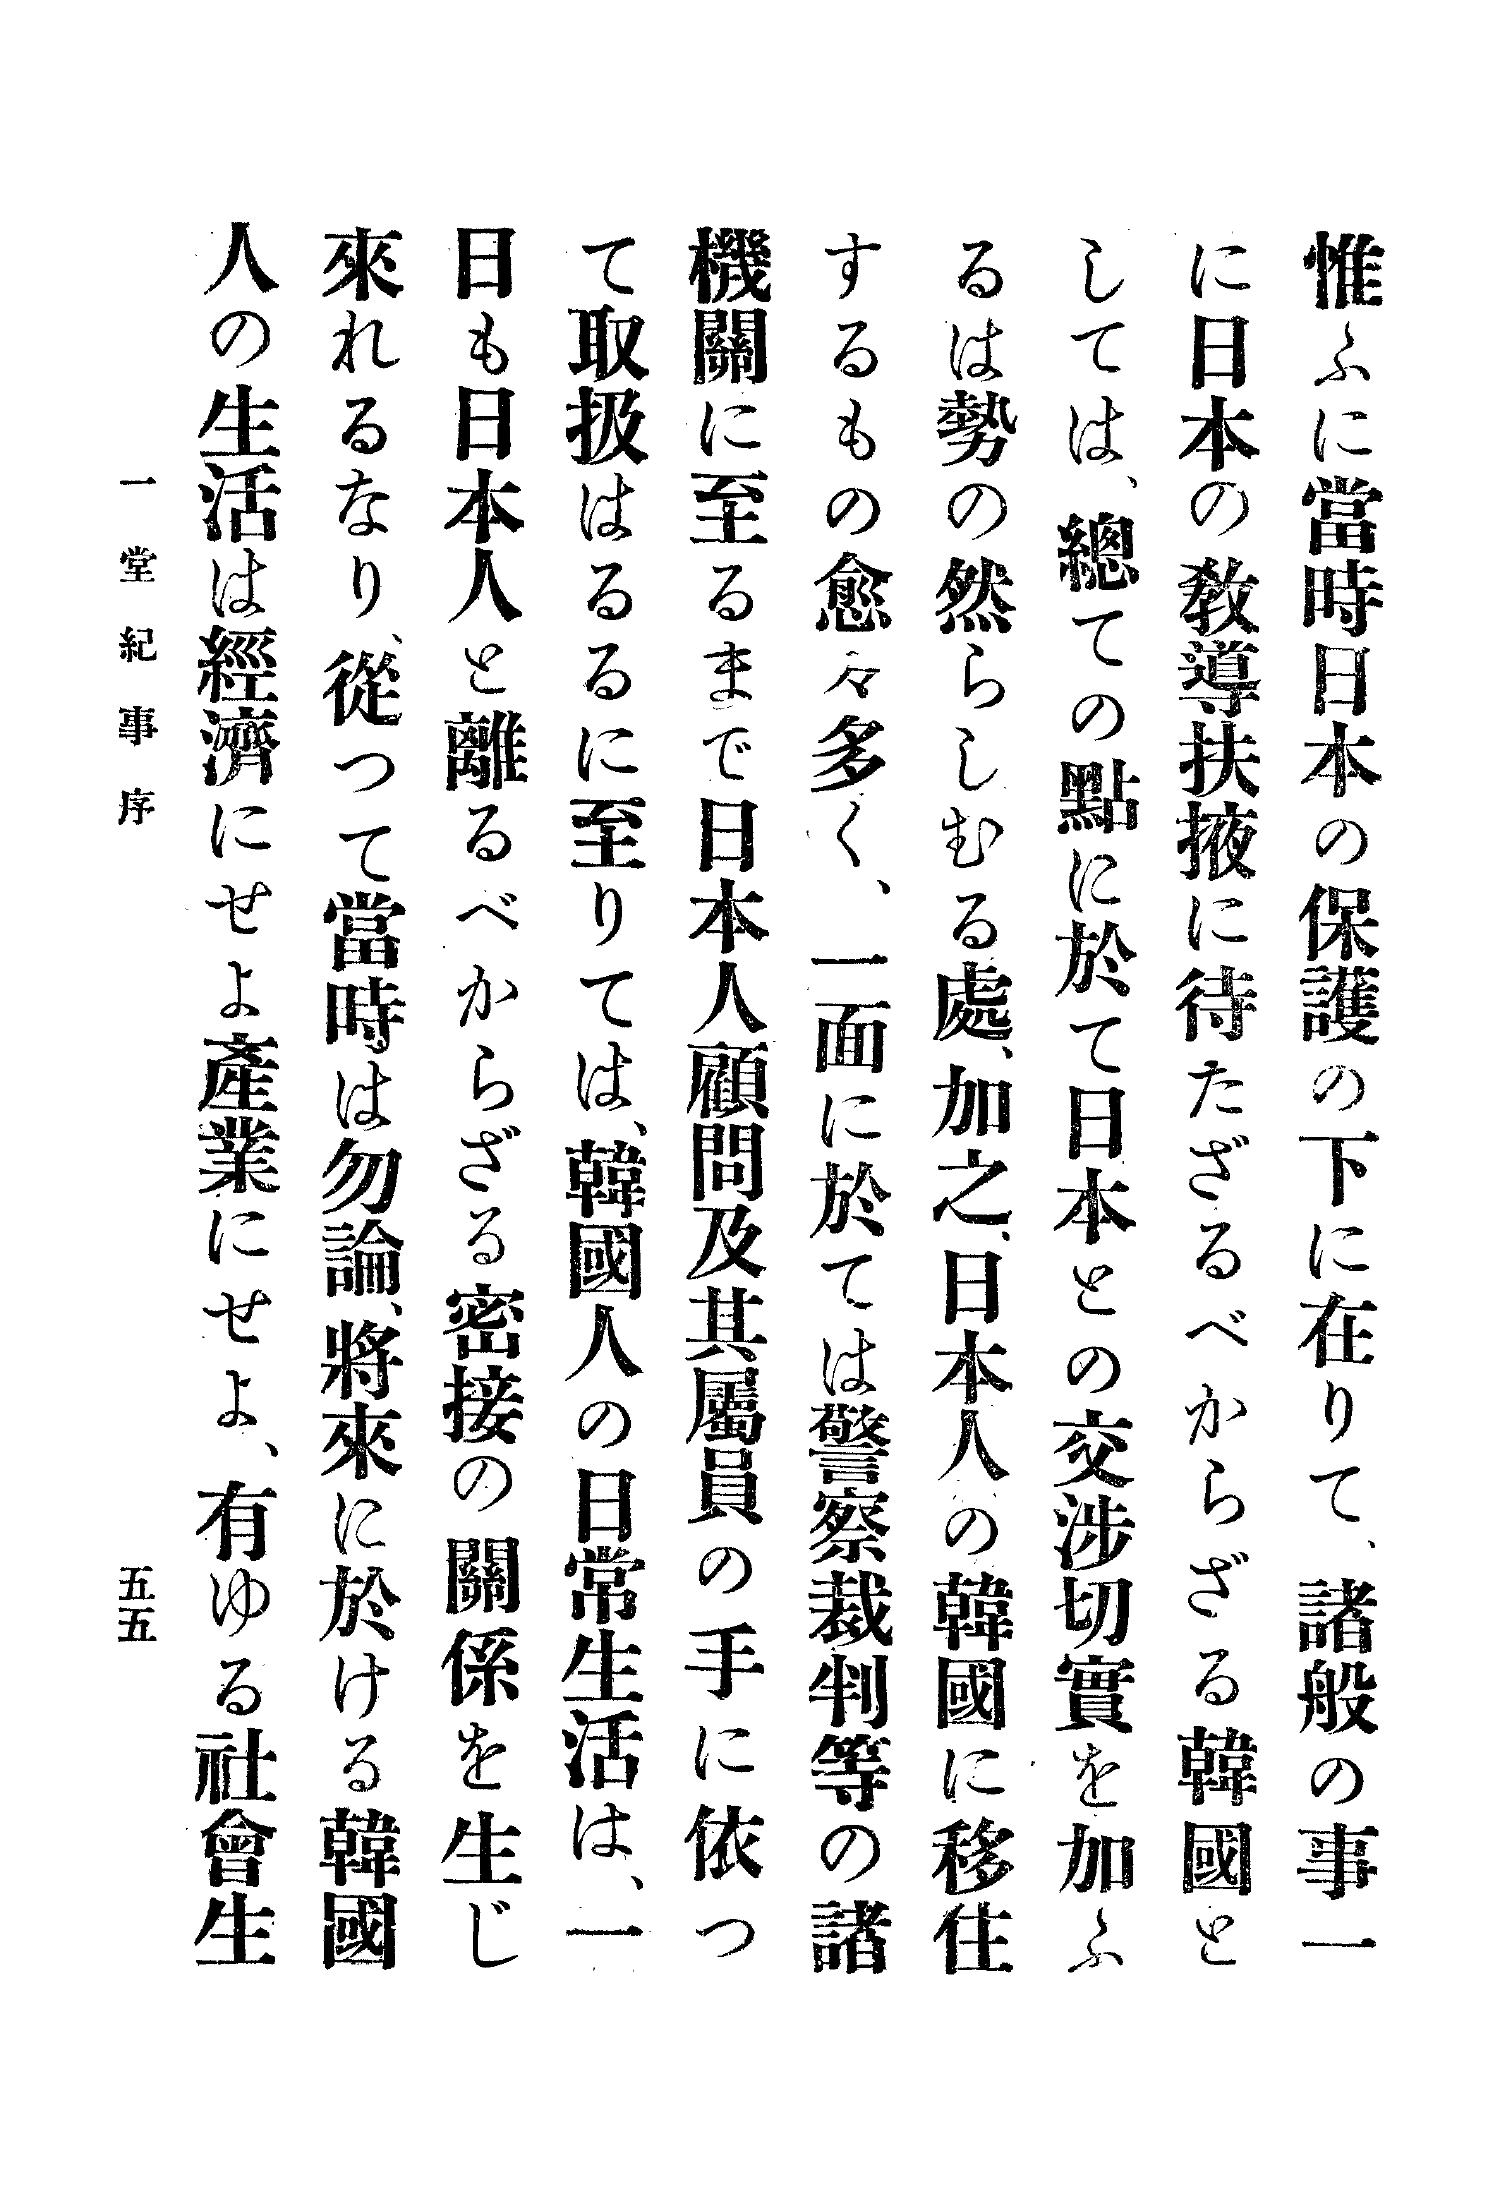 惟ふに當時日本の保護の下に在りて、諸般の事一
に日本の敎導扶掖に待たざるべからざる韓國と
しては、總ての點に於て日本との交涉切實を加ふ
るは勢の然らしむる處、加之、日本人の韓國に移住
するもの愈々多く、一面に於ては警察裁判等の諸
機關に至るまで日本人顧問及其屬員の手に依つ
て取扱はるるに至りては、韓國人の日常生活は、一
日も日本人と離るべからざる密接の關係を生じ
來れるなり、從つて當時は勿論、將來に於ける韓國
人の生活は經濟にせよ產業にせよ、有ゆる社會生
一堂紀事序
五五